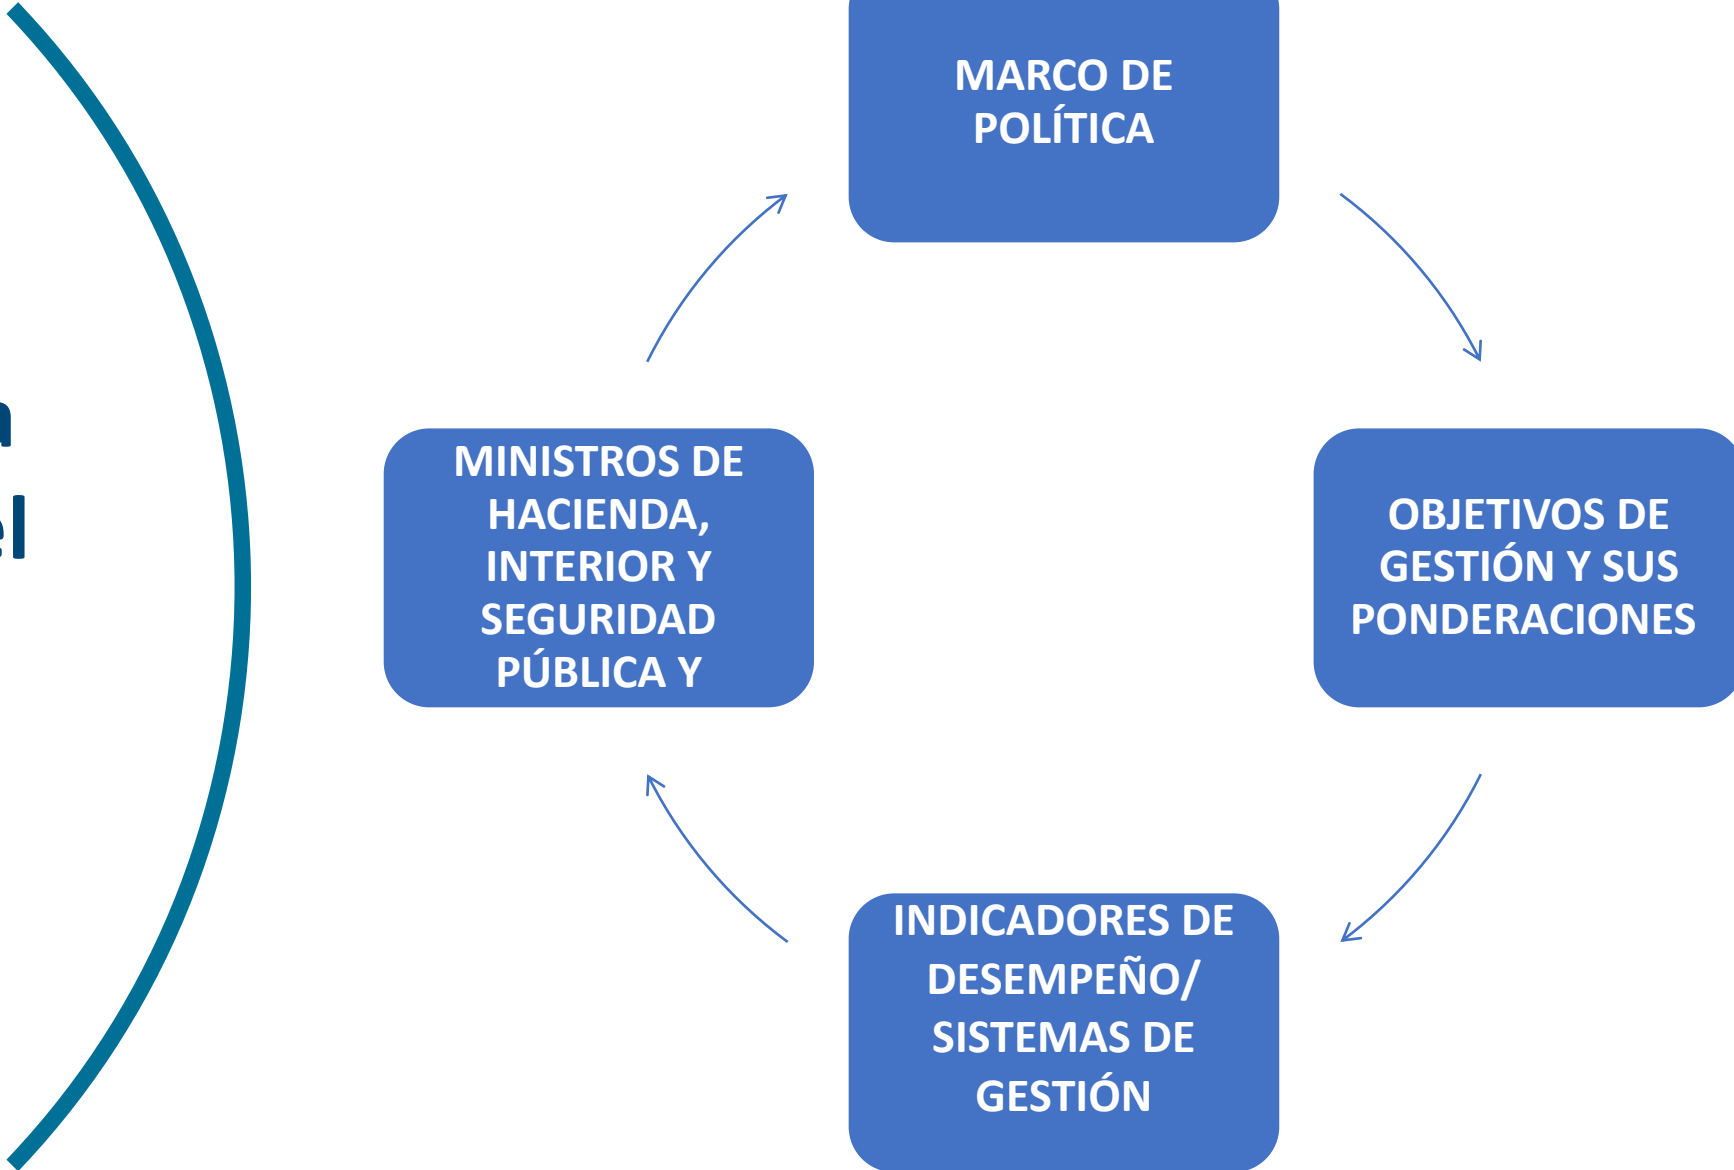 MARCO DE
POLÍTICA
MINISTROS DE
HACIENDA,
INTERIOR Y
SEGURIDAD
PÚBLICA Y
OBJETIVOS DE
GESTIÓN Y SUS
PONDERACIONES
INDICADORES DE
DESEMPEÑO/
SISTEMAS DE
GESTIÓN